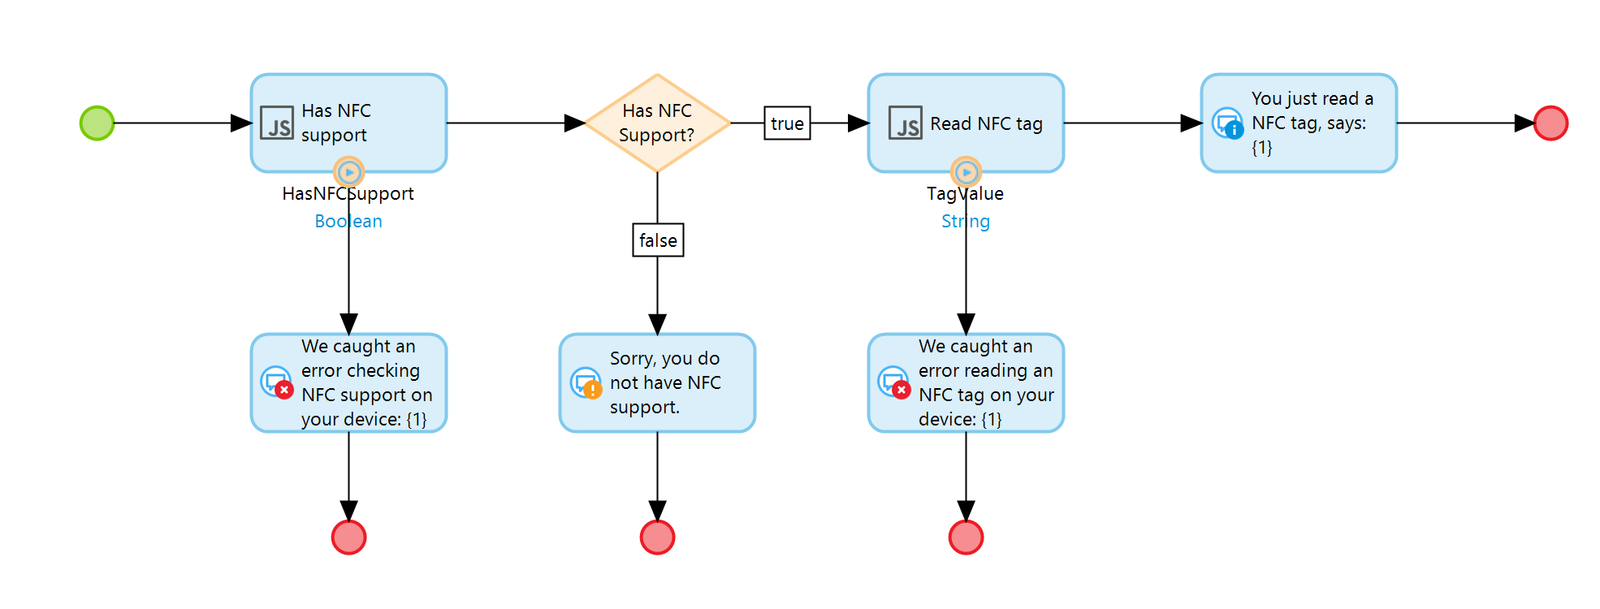 JS
Has NFC
support
HasNFCSupport
Boolean
Has NFC
Support?
true
false
JS
Read NFC tag
TagValue
String
You just read a
NFC tag, says:
{1}
We caught an
error checking
NFC support on
your device: {1}
Sorry, you do
not have NFC
support.
We caught an
error reading an
NFC tag on your
device: {1}